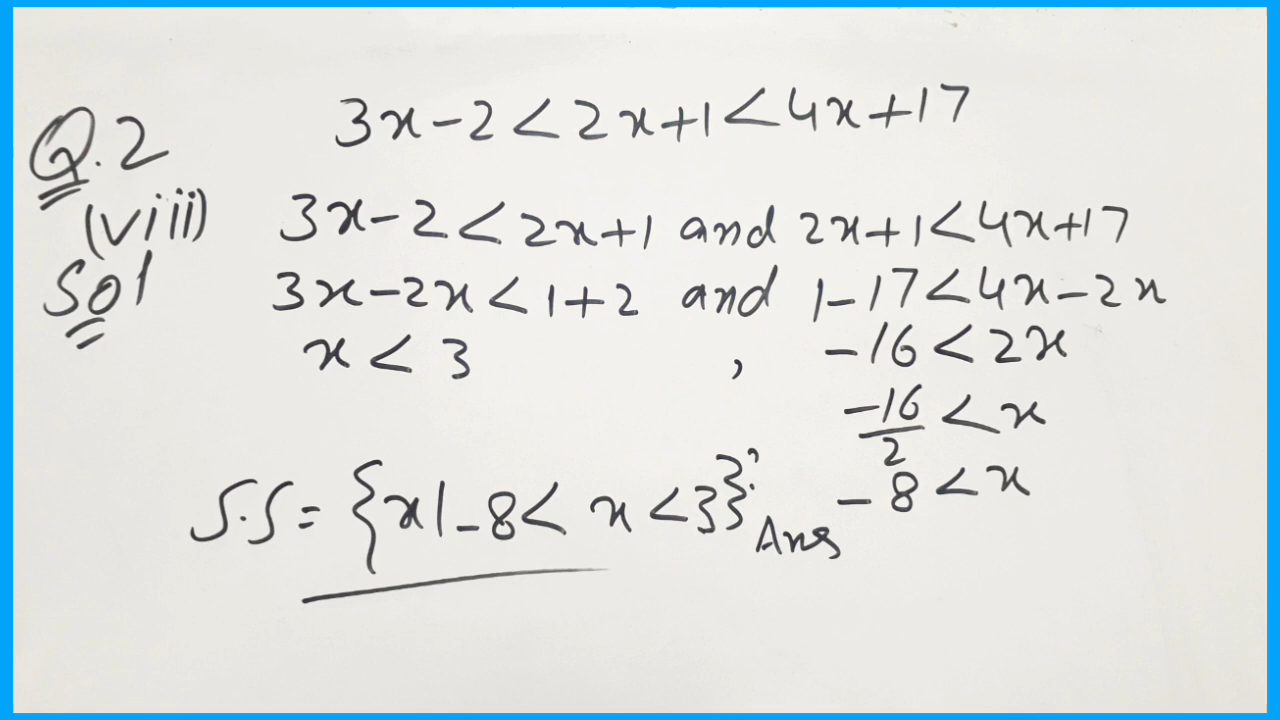 Q.2 3x-2<2x+1<4x+17
(viii) 3x-2<2x+1 and 2x+1<4x+17
Sol 3x-2x<1+2 and 1-17<4x-2x
x<3 , -16<2x
-16/2<x
-8<x
S.S={x|-8<x<3} Ans